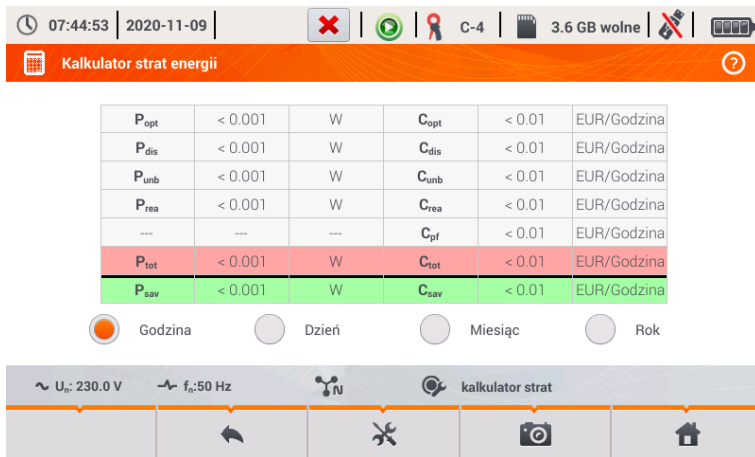 07:44:53 2020-11-09 C-4 3.6 GB wolne
Kalkulator strat energii ?
Popt < 0.001 W Copt < 0.01 EUR/Godzina
Pdis < 0.001 W Cdis < 0.01 EUR/Godzina
Punb < 0.001 W Cunb < 0.01 EUR/Godzina
Prea < 0.001 W Crea < 0.01 EUR/Godzina
--- --- --- Cpf < 0.01 EUR/Godzina
Ptot < 0.001 W Ctot < 0.01 EUR/Godzina
Psav < 0.001 W Csav < 0.01 EUR/Godzina
Godzina Dzień Miesiąc Rok
Un: 230.0 V fn:50 Hz N kalkulator strat